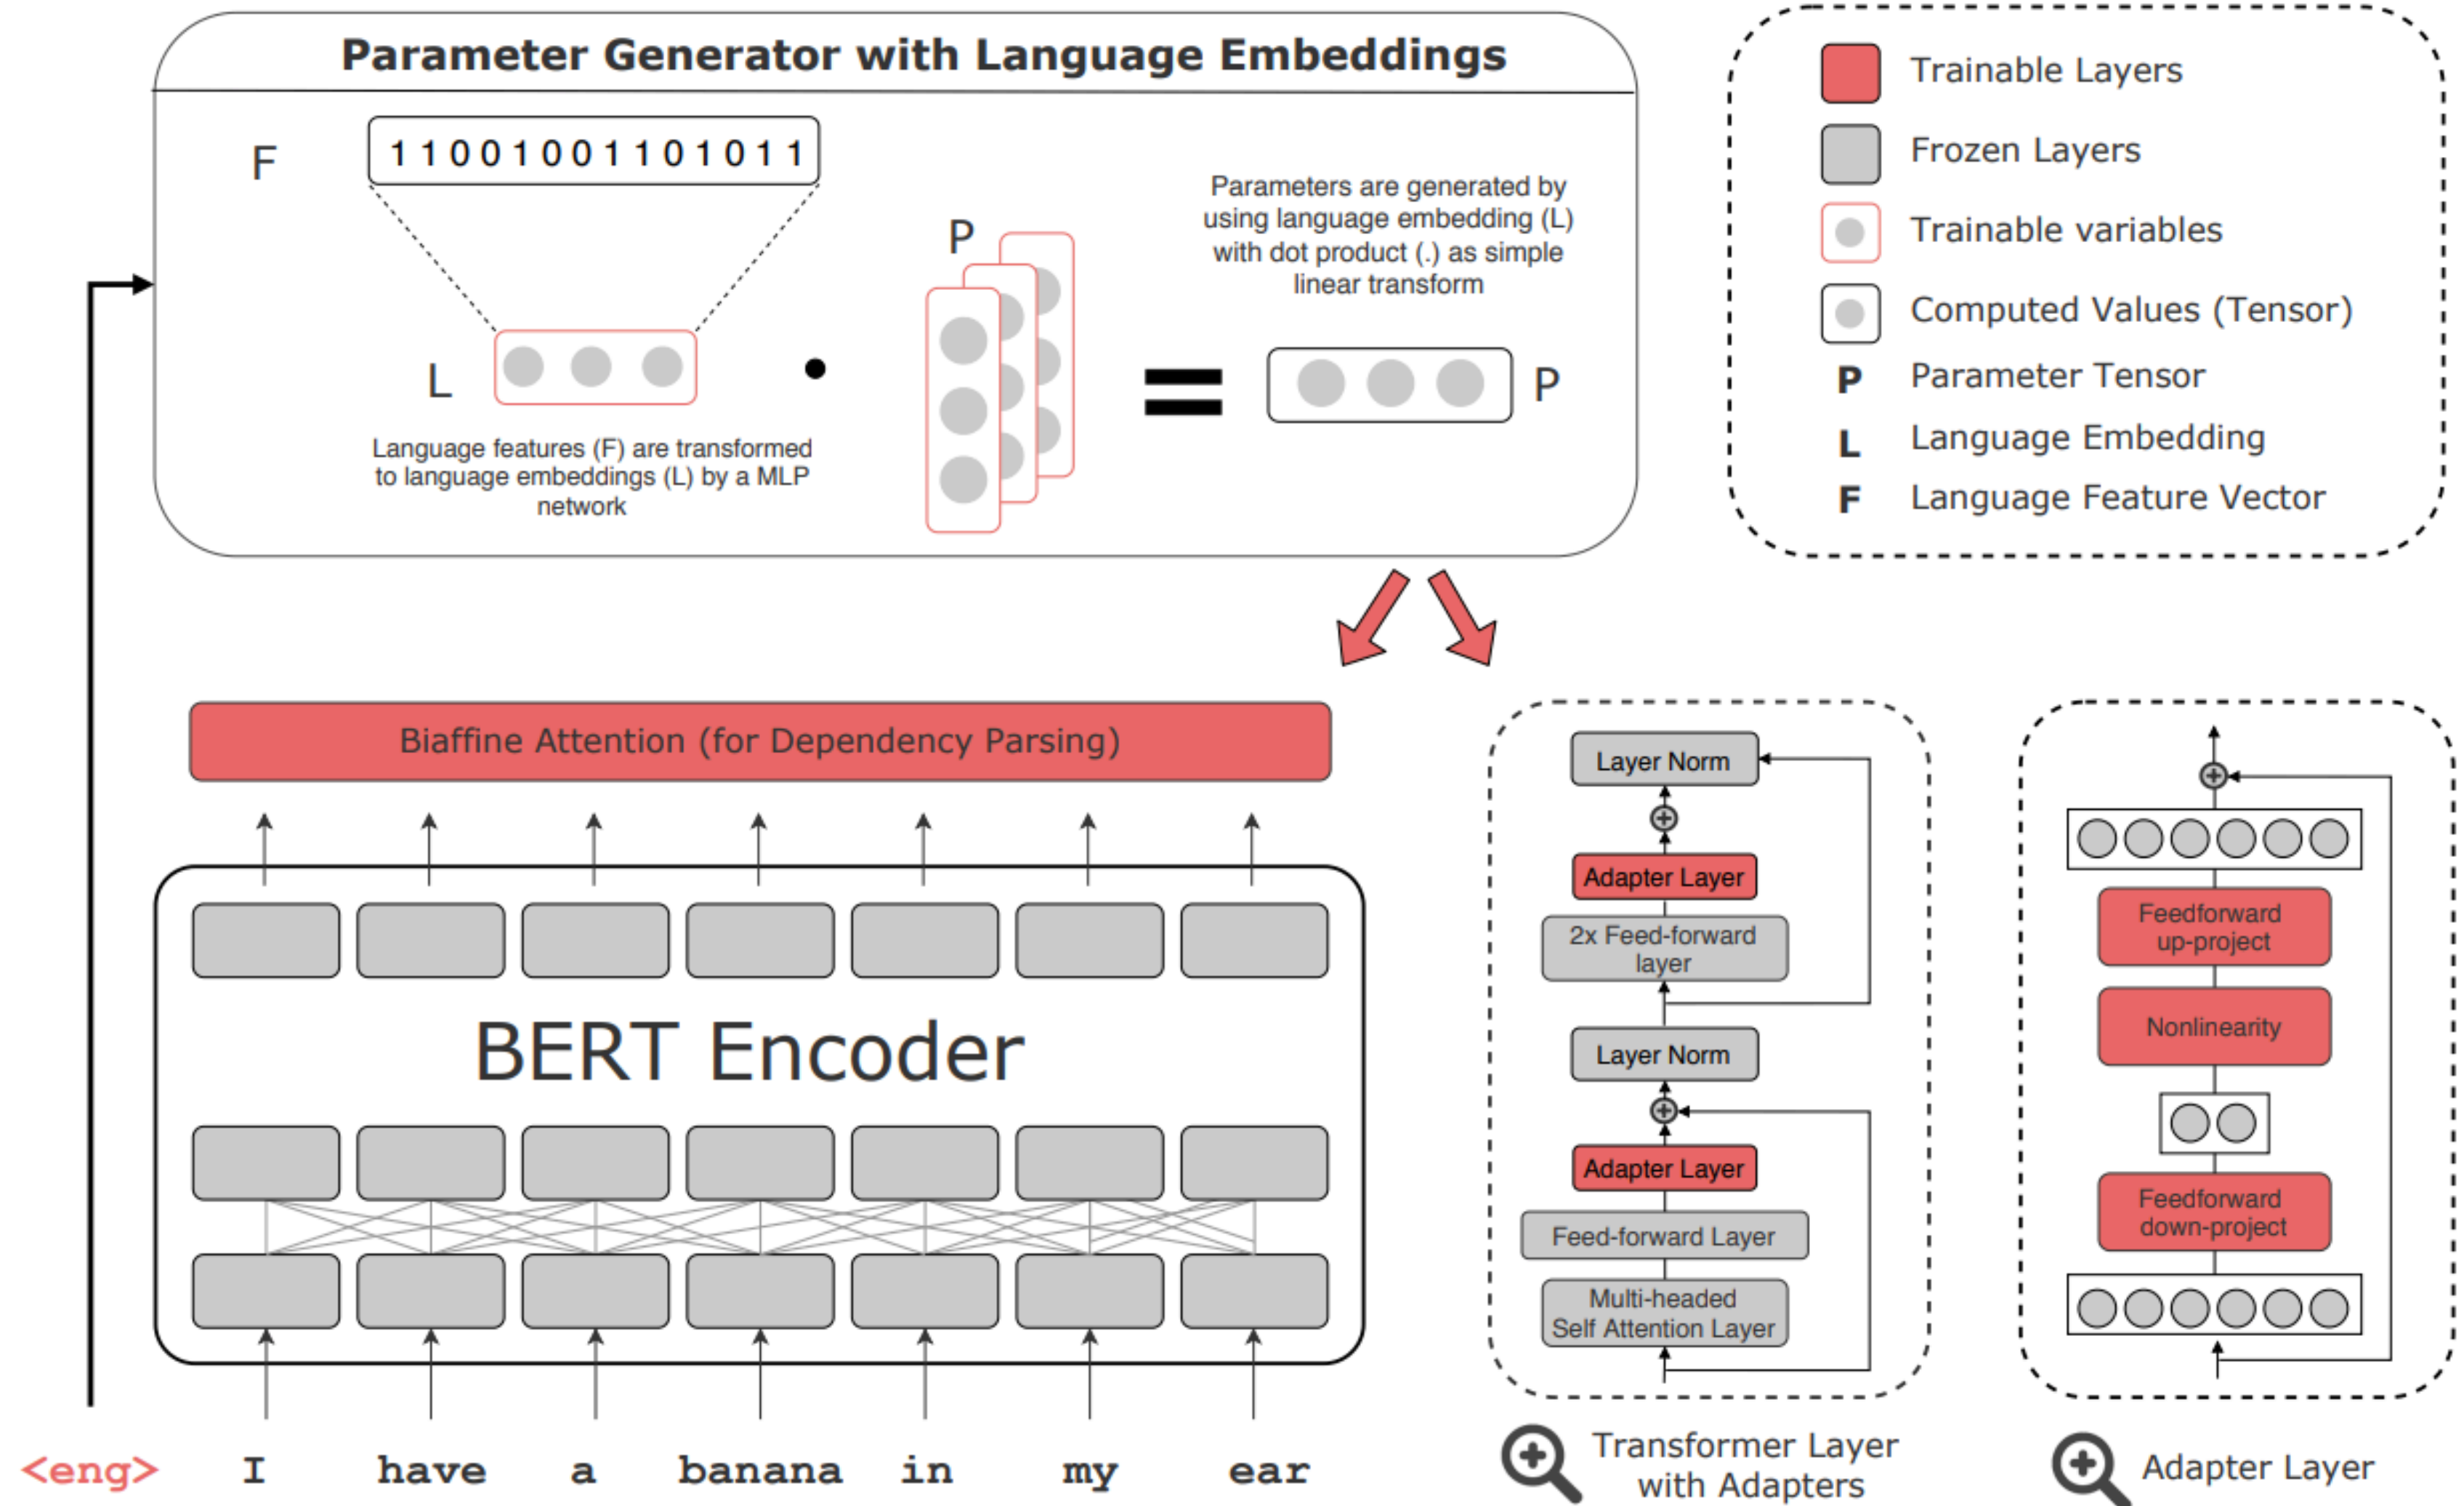 Parameter Generator with Language Embeddings
F
1 1 0 0 1 0 0 1 1 0 1 0 1 1
P
Parameters are generated by
using language embedding (L)
with dot product (.) as simple
linear transform
L
P
Language features (F) are transformed
to language embeddings (L) by a MLP
network
Trainable Layers
Frozen Layers
Trainable variables
Computed Values (Tensor)
P Parameter Tensor
L Language Embedding
F Language Feature Vector
Biaffine Attention (for Dependency Parsing)
BERT Encoder
<eng> I have a banana in my ear
Layer Norm
Adapter Layer
2x Feed-forward
layer
Layer Norm
Adapter Layer
Feed-forward Layer
Multi-headed
Self Attention Layer
Transformer Layer
with Adapters
Feedforward
up-project
Nonlinearity
Feedforward
down-project
Adapter Layer